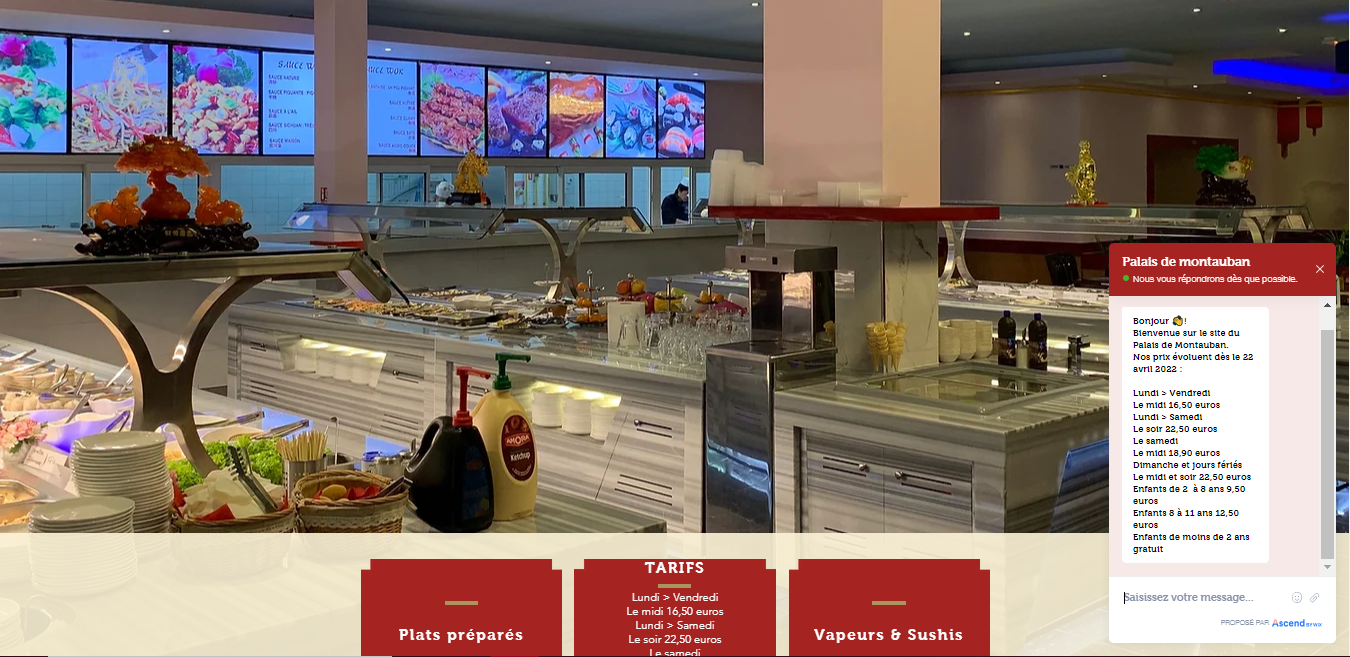 SAUCE W
SAUCE NATURE
SAUCE PIQUANTE
SAUCE A L'AIL
SAUCE MAISON
UCE WOK
AMORA
Ketchup
Palais de montauban
Nous vous répondrons dès que possible.
Bonjour 👏!
Bienvenue sur le site du
Palais de Montauban.
Nos prix évoluent dès le 22
avril 2022 :
Lundi > Vendredi
Le midi 16,50 euros
Lundi > Samedi
Le soir 22,50 euros
Le samedi
Le midi 18,90 euros
Dimanche et jours fériés
Le midi et soir 22,50 euros
Enfants de 2 à 8 ans 9,50
euros
Enfants 8 à 11 ans 12,50
euros
Enfants de moins de 2 ans
gratuit
Saisissez votre message...
PROPOSÉ PAR Ascend BY WIX
Plats préparés
TARIFS
Lundi > Vendredi
Le midi 16,50 euros
Lundi > Samedi
Le soir 22,50 euros
Le samedi
Vapeurs & Sushis